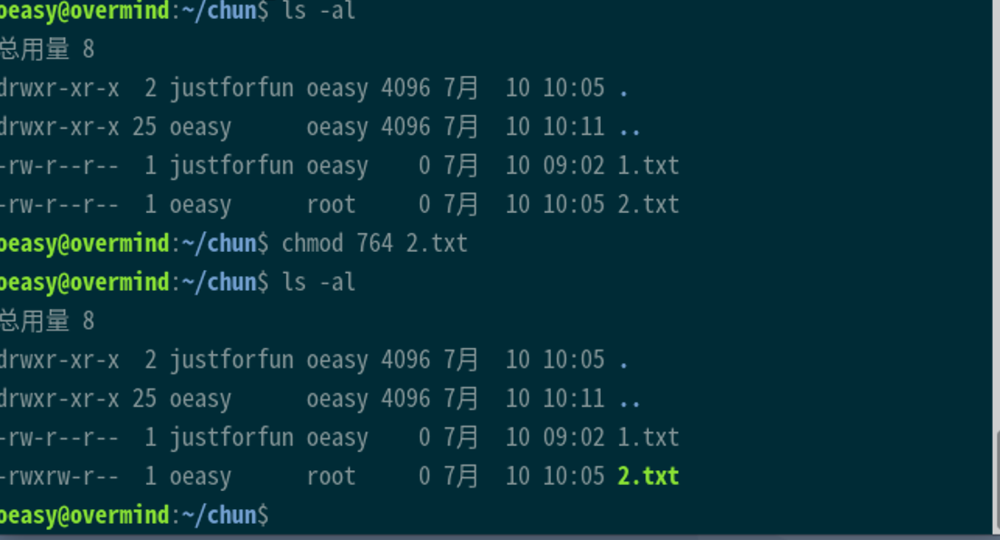 oeasy@overmind:~/chun$ ls -al
总用量 8
drwxr-xr-x  2 justforfun oeasy 4096 7月  10 10:05 .
drwxr-xr-x 25 oeasy      oeasy 4096 7月  10 10:11 ..
-rw-r--r--  1 justforfun oeasy    0 7月  10 09:02 1.txt
-rw-r--r--  1 oeasy      root     0 7月  10 10:05 2.txt
oeasy@overmind:~/chun$ chmod 764 2.txt
oeasy@overmind:~/chun$ ls -al
总用量 8
drwxr-xr-x  2 justforfun oeasy 4096 7月  10 10:05 .
drwxr-xr-x 25 oeasy      oeasy 4096 7月  10 10:11 ..
-rw-r--r--  1 justforfun oeasy    0 7月  10 09:02 1.txt
-rwxrw-r--  1 oeasy      root     0 7月  10 10:05 2.txt
oeasy@overmind:~/chun$